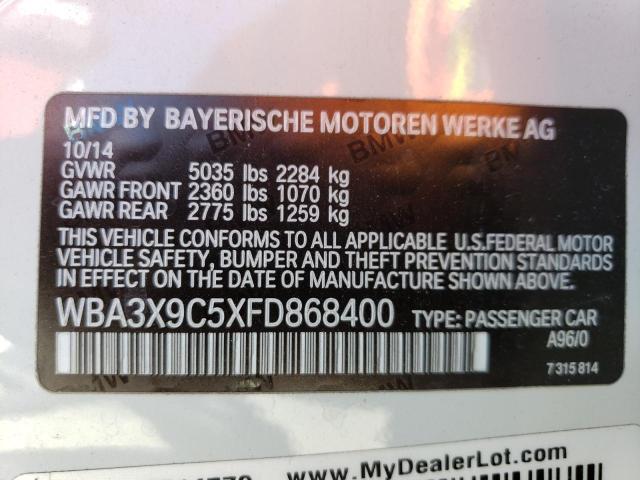 MFD BY BAYERISCHE MOTOREN WERKE AG
10/14
GVWR 5035 lbs 2284 kg
GAWR FRONT 2360 lbs 1070 kg
GAWR REAR 2775 lbs 1259 kg
THIS VEHICLE CONFORMS TO ALL APPLICABLE U.S.FEDERAL MOTOR
VEHICLE SAFETY, BUMPER AND THEFT PREVENTION STANDARDS
IN EFFECT ON THE DATE OF MANUFACTURE SHOWN ABOVE.
WBA3X9C5XFD868400 TYPE: PASSENGER CAR
A96/0
7 315 814
www.MyDealerLot.com